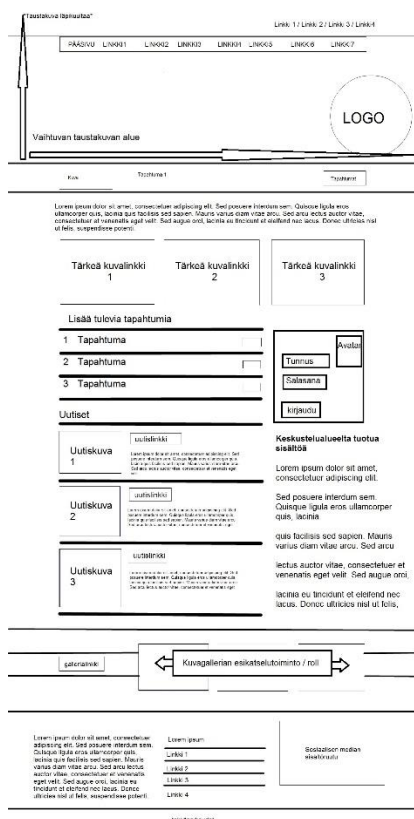 "Taustakuva läpikuultaa"
Linkki 1 / Linkki 2 / Linkki 3 / Linkki4
PÄÄSIVU LINKKI1 LINKKI2 LINKKI3 LINKKI4 LINKKI5 LINKKI6 LINKKI7
LOGO
Vaihtuvan taustakuvan alue
Kuva Tapahtuma 1 Tapahtumat
Lorem ipsum dolor sit amet, consectetuer adipiscing elit. Sed posuere interdum sem. Quisque ligula eros
ullamcorper quis, lacinia quis facilisis sed sapien. Mauris varius diam vitae arcu. Sed arcu lectus auctor vitae,
consectetuer et venenatis eget velit. Sed augue orci, lacinia eu tincidunt et eleifend nec lacus. Donec ultricies nisl
ut felis, suspendisse potenti.
Tärkeä kuvalinkki
1
Tärkeä kuvalinkki
2
Tärkeä kuvalinkki
3
Lisää tulevia tapahtumia
1 Tapahtuma
2 Tapahtuma
3 Tapahtuma
Avatar
Tunnus
Salasana
kirjaudu
Uutiset
Uutiskuva
1
uutislinkki
Uutiskuva
2
uutislinkki
Uutiskuva
3
uutislinkki
Keskustelualueelta tuotua
sisältöä
Lorem ipsum dolor sit amet,
consectetuer adipiscing elit.
Sed posuere interdum sem.
Quisque ligula eros ullamcorper
quis, lacinia
quis facilisis sed sapien. Mauris
varius diam vitae arcu. Sed arcu
lectus auctor vitae, consectetuer et
venenatis eget velit. Sed augue orci,
lacinia eu tincidunt et eleifend nec
lacus. Donec ultricies nisl ut felis,
gallerialinkki
Kuvagallerian esikatselutoiminto / roll
Lorem ipsum dolor sit amet, consectetuer
adipiscing elit. Sed posuere interdum sem.
Quisque ligula eros ullamcorper quis,
lacinia quis facilisis sed sapien. Mauris
varius diam vitae arcu. Sed arcu lectus
auctor vitae, consectetuer et venenatis
eget velit. Sed augue orci, lacinia eu
tincidunt et eleifend nec lacus. Donec
ultricies nisl ut felis, suspendisse potenti.
Lorem ipsum
Linkki 1
Linkki 2
Linkki 3
Linkki 4
Sosiaalisen median
sisältöruutu